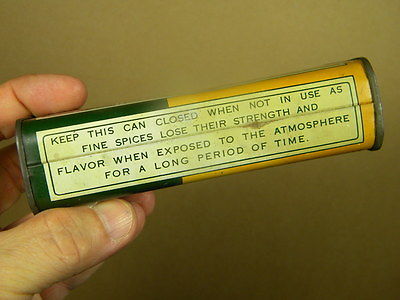 KEEP THIS CAN CLOSED WHEN NOT IN USE AS
FINE SPICES LOSE THEIR STRENGTH AND
FLAVOR WHEN EXPOSED TO THE ATMOSPHERE
FOR A LONG PERIOD OF TIME.